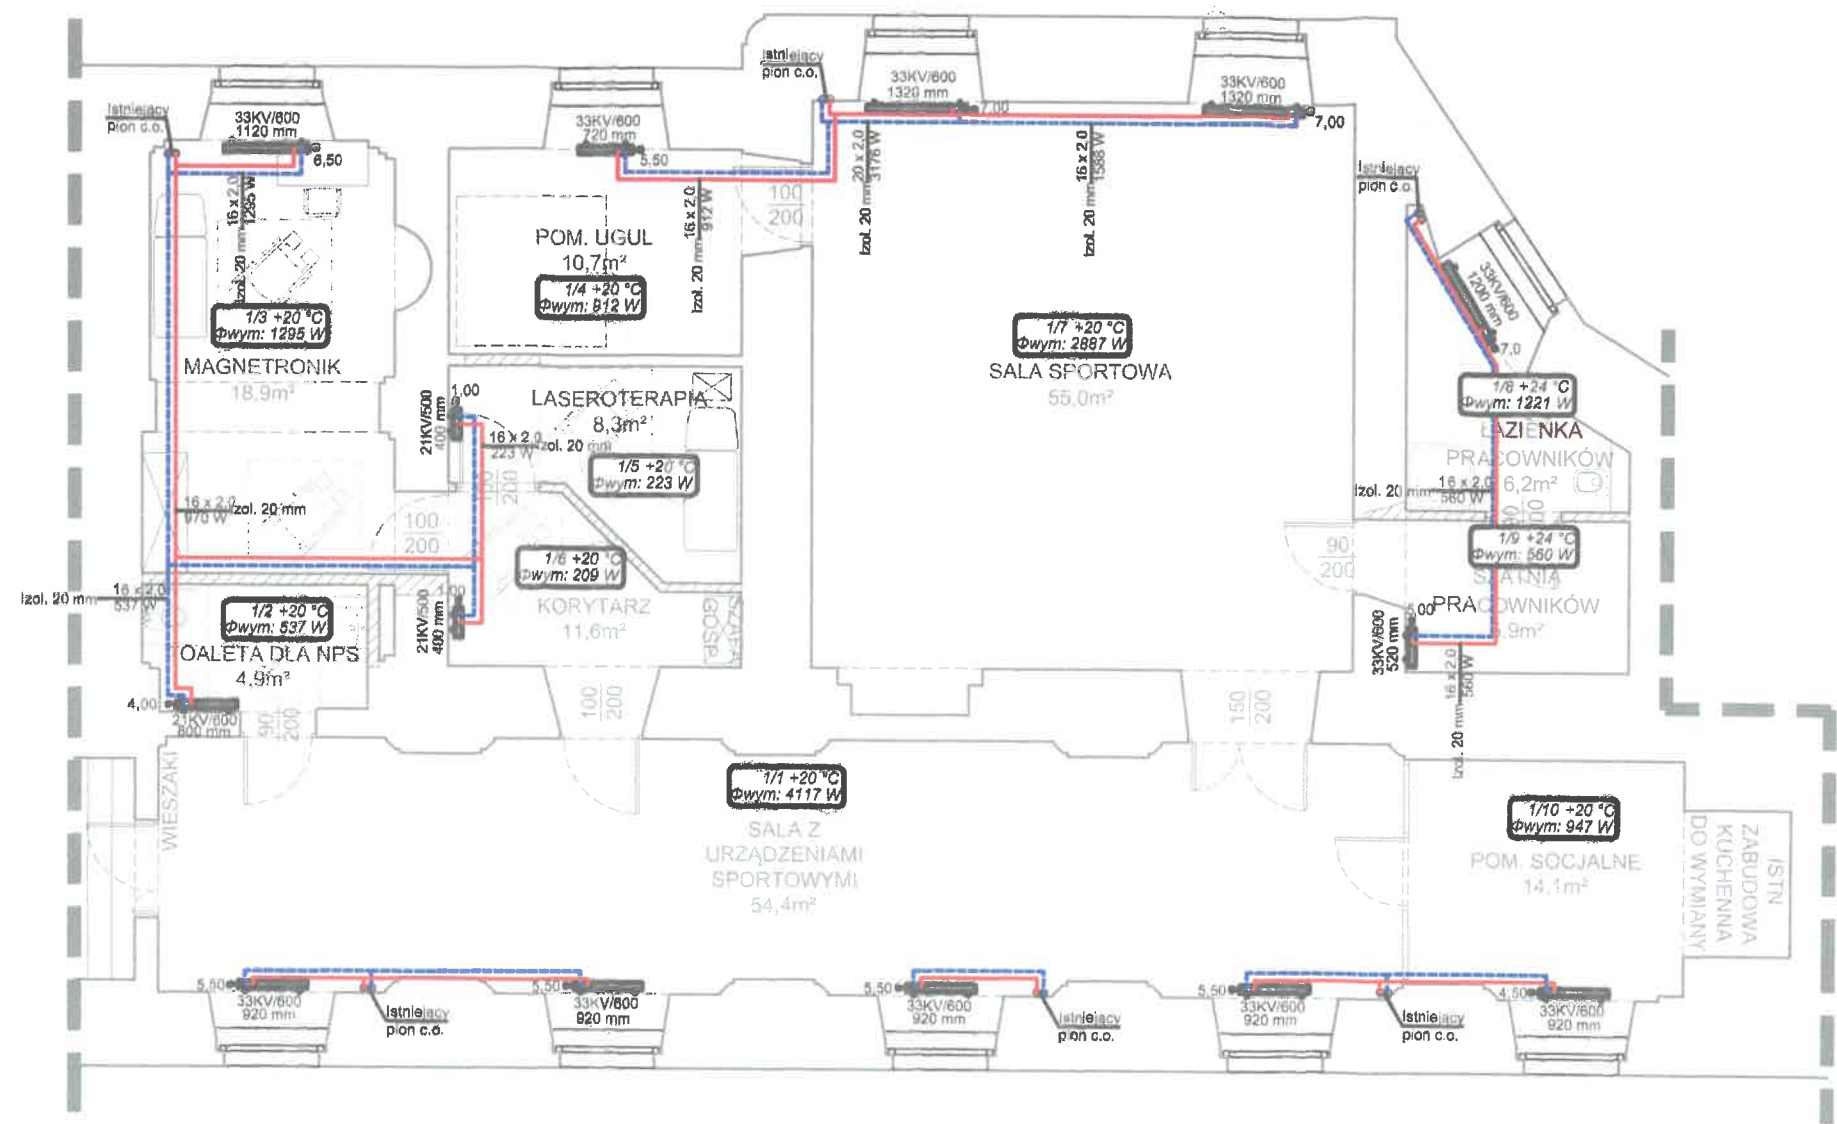 Istniejący
pion c.o.
33KV/600
1120 mm
6,50
16 x 2,0
1295 W
Izol. 20 mm
1/3 +20 °C
Φwym: 1295 W
MAGNETRONIK
18,9m²
33KV/600
720 mm
5,50
16 x 2,0
912 W
Izol. 20 mm
POM. UGUL
10,7m²
1/4 +20 °C
Φwym: 912 W
100
200
Istniejący
pion c.o.
33KV/600
1320 mm
7,00
33KV/600
1320 mm
7,00
20 x 2,0
3176 W
Izol. 20 mm
16 x 2,0
1588 W
Izol. 20 mm
1/7 +20 °C
Φwym: 2887 W
SALA SPORTOWA
55,0m²
Istniejący
pion c.o.
33KV/600
1200 mm
7,0
1/8 +24 °C
Φwym: 1221 W
ŁAZIENKA
PRACOWNIKÓW
6,2m²
16 x 2,0
560 W
Izol. 20 mm
1/9 +24 °C
Φwym: 560 W
SZATNIA
PRACOWNIKÓW
90
200
5,00
33KV/600
520 mm
16 x 2,0
560 W
Izol. 20 mm
1,00
21KV/500
400 mm
LASEROTERAPIA
8,3m²
16 x 2,0
223 W
Izol. 20 mm
1/5 +20 °C
Φwym: 223 W
200
16 x 2,0
970 W
Izol. 20 mm
100
200
1/6 +20 °C
Φwym: 209 W
KORYTARZ
11,6m²
21KV/500
400 mm
SZAFA
GOSP.
16 x 2,0
537 W
Izol. 20 mm
1/2 +20 °C
Φwym: 537 W
TOALETA DLA NPS
4,9m²
4,00
21KV/600
800 mm
90
200
100
200
150
200
WIESZAKI
1/1 +20 °C
Φwym: 4117 W
SALA Z
URZĄDZENIAMI
SPORTOWYMI
54,4m²
1/10 +20 °C
Φwym: 947 W
POM. SOCJALNE
14,1m²
ISTN
ZABUDOWA
KUCHENNA
DO WYMIANY
5,50
33KV/600
920 mm
Istniejący
pion c.o.
5,50
33KV/600
920 mm
5,50
33KV/600
920 mm
Istniejący
pion c.o.
5,50
33KV/600
920 mm
Istniejący
pion c.o.
4,50
33KV/600
920 mm